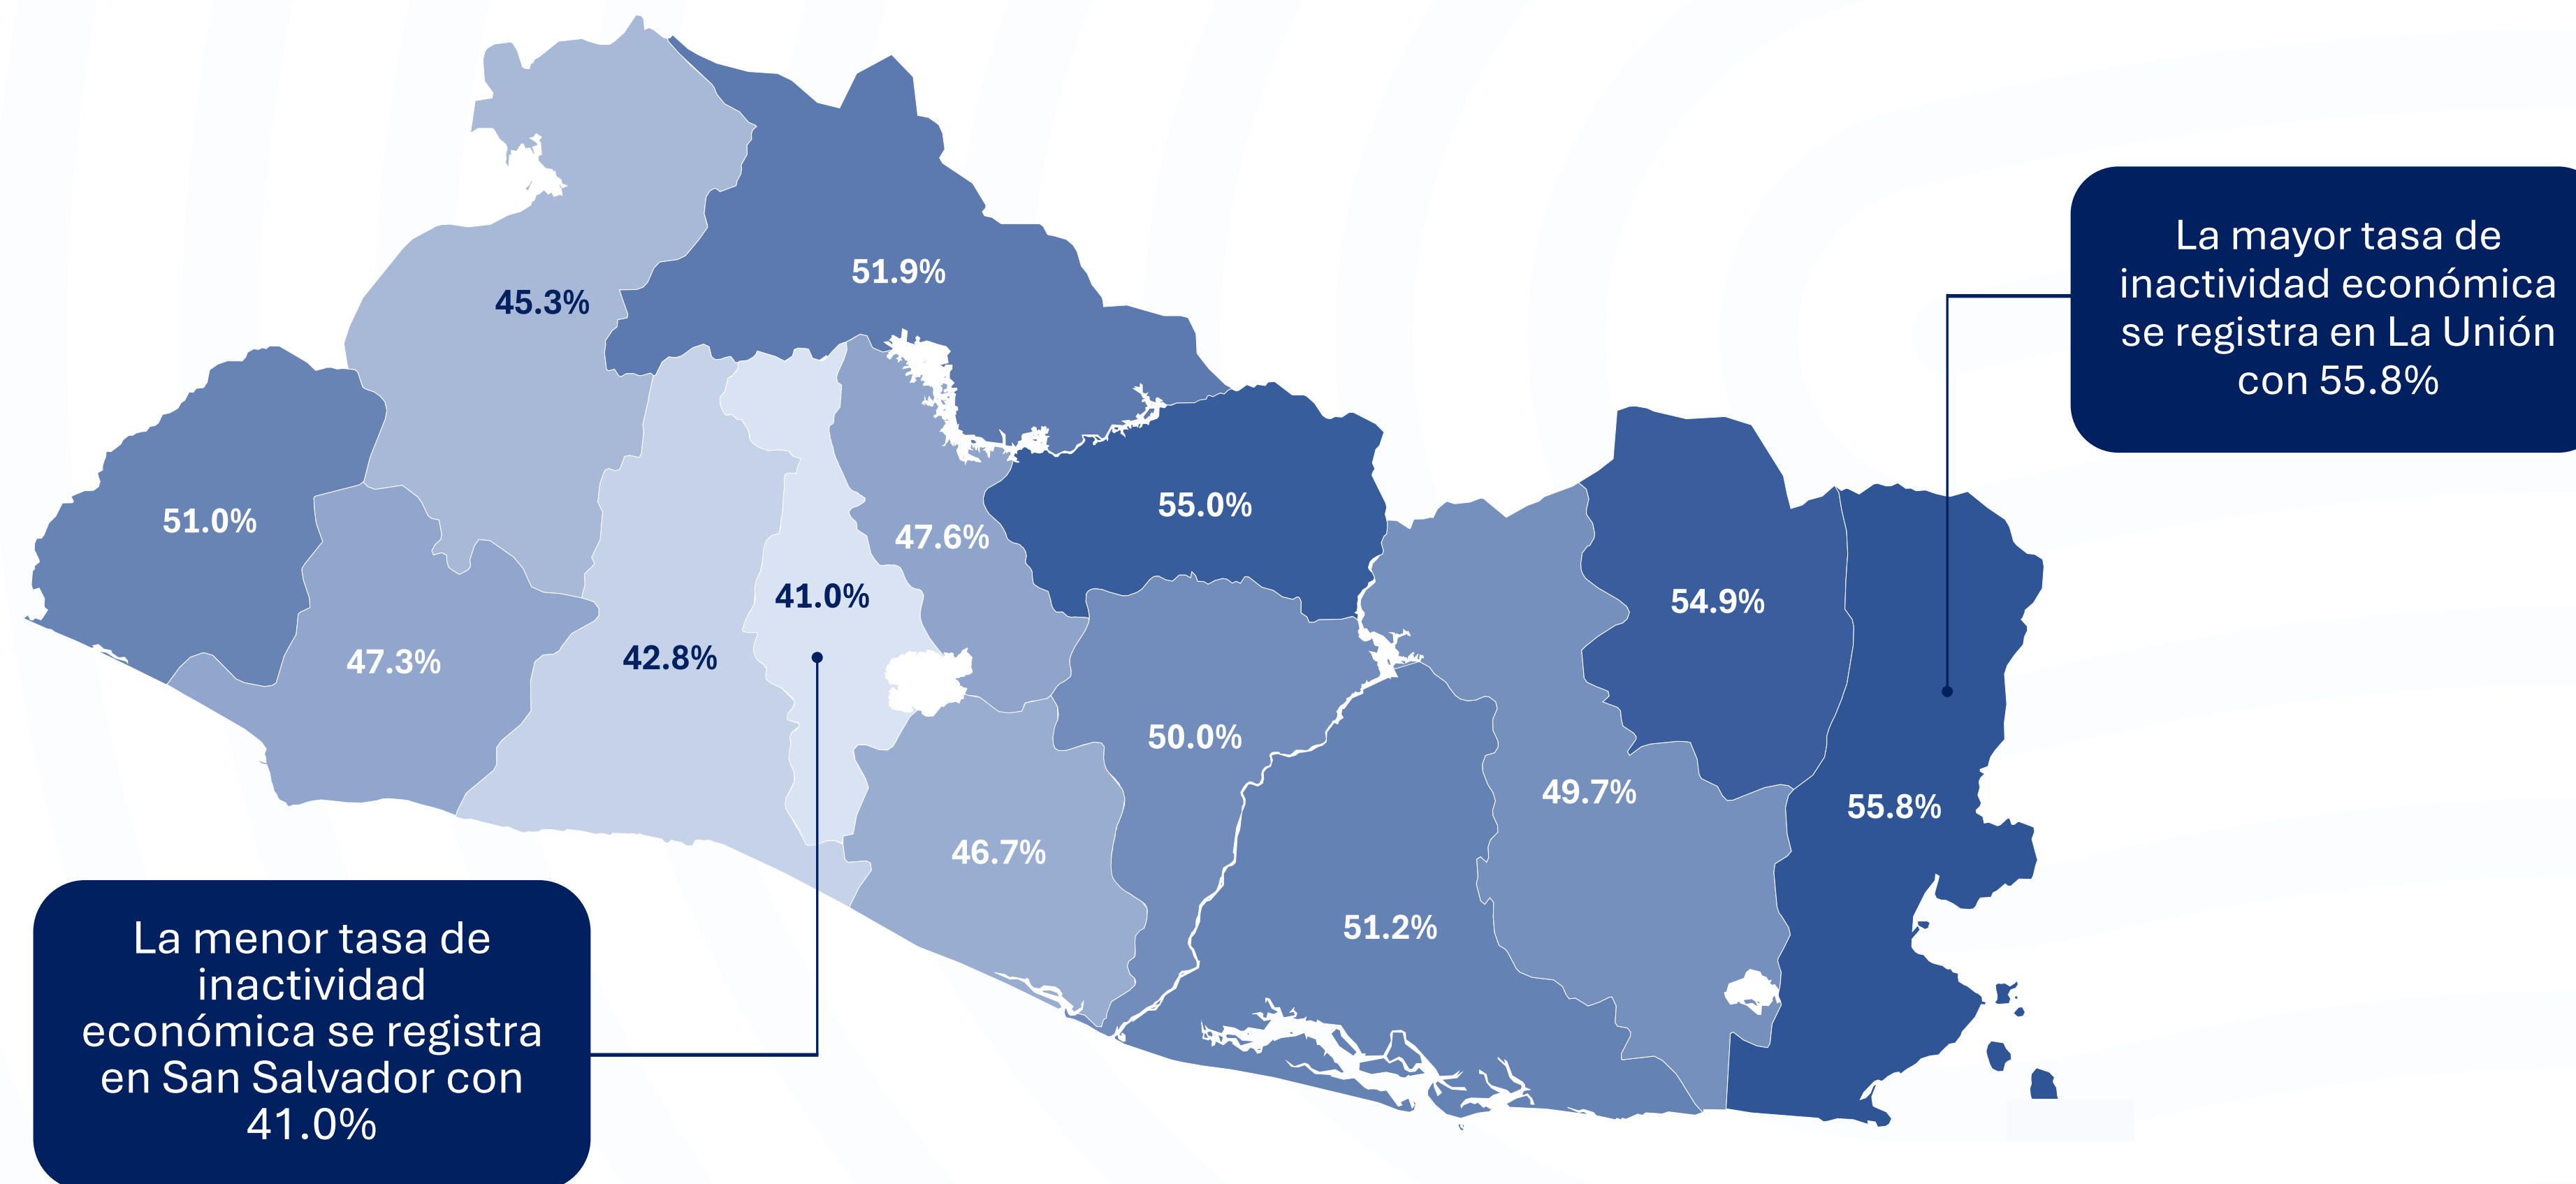 51.9%
La mayor tasa de
inactividad económica
se registra en La Unión
con 55.8%
45.3%
55.0%
51.0%
47.6%
41.0%
54.9%
47.3%
42.8%
50.0%
49.7%
55.8%
46.7%
51.2%
La menor tasa de
inactividad
económica se registra
en San Salvador con
41.0%